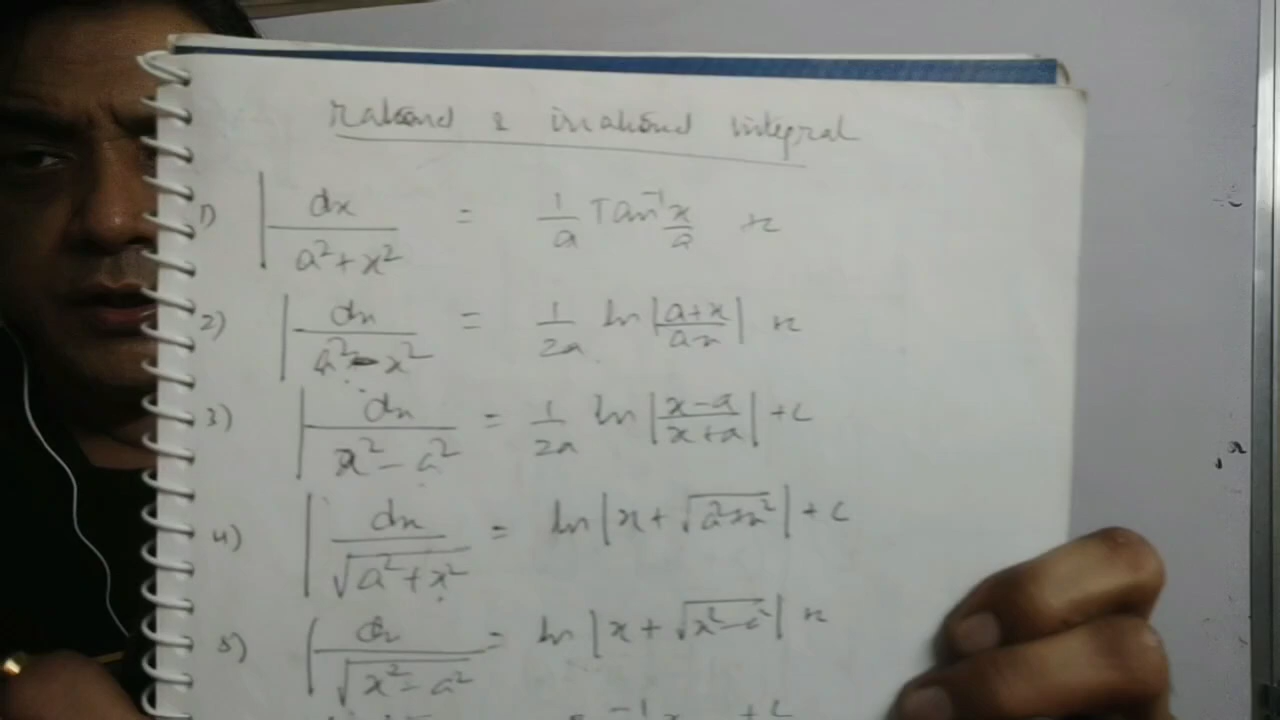 rational & irrational integral
1) ∫ dx / (a² + x²) = 1/a Tan⁻¹ x/a + c
2) ∫ dx / (a² - x²) = 1/2a ln |(a+x)/(a-x)| + c
3) ∫ dx / (x² - a²) = 1/2a ln |(x-a)/(x+a)| + c
4) ∫ dx / √(a² + x²) = ln |x + √(a²+x²)| + c
5) ∫ dx / √(x² - a²) = ln |x + √(x²-a²)| + c